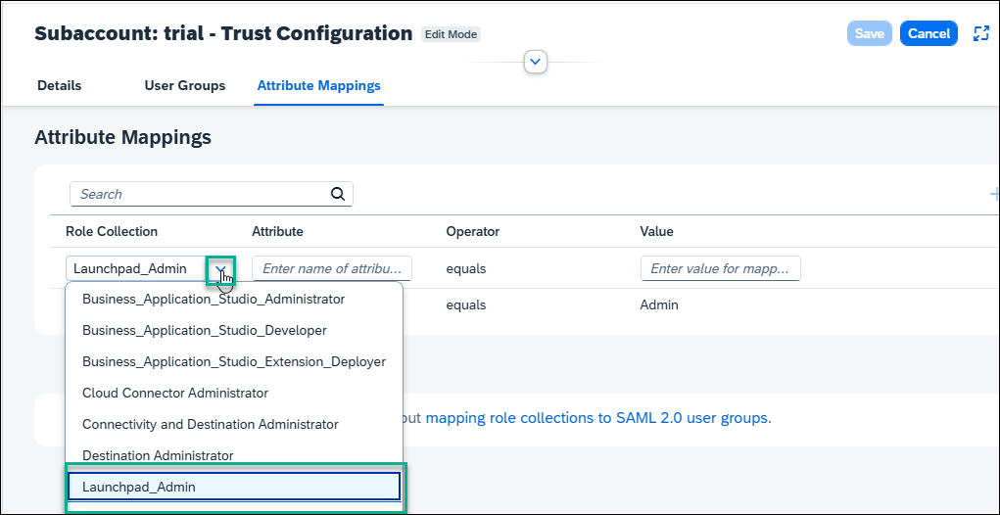 Subaccount: trial - Trust Configuration Edit Mode Save Cancel
Details User Groups Attribute Mappings
Attribute Mappings
Search
Role Collection Attribute Operator Value
Launchpad_Admin Enter name of attribu... equals Enter value for mapp...
Business_Application_Studio_Administrator
equals Admin
Business_Application_Studio_Developer
Business_Application_Studio_Extension_Deployer
Cloud Connector Administrator
out mapping role collections to SAML 2.0 user groups.
Connectivity and Destination Administrator
Destination Administrator
Launchpad_Admin